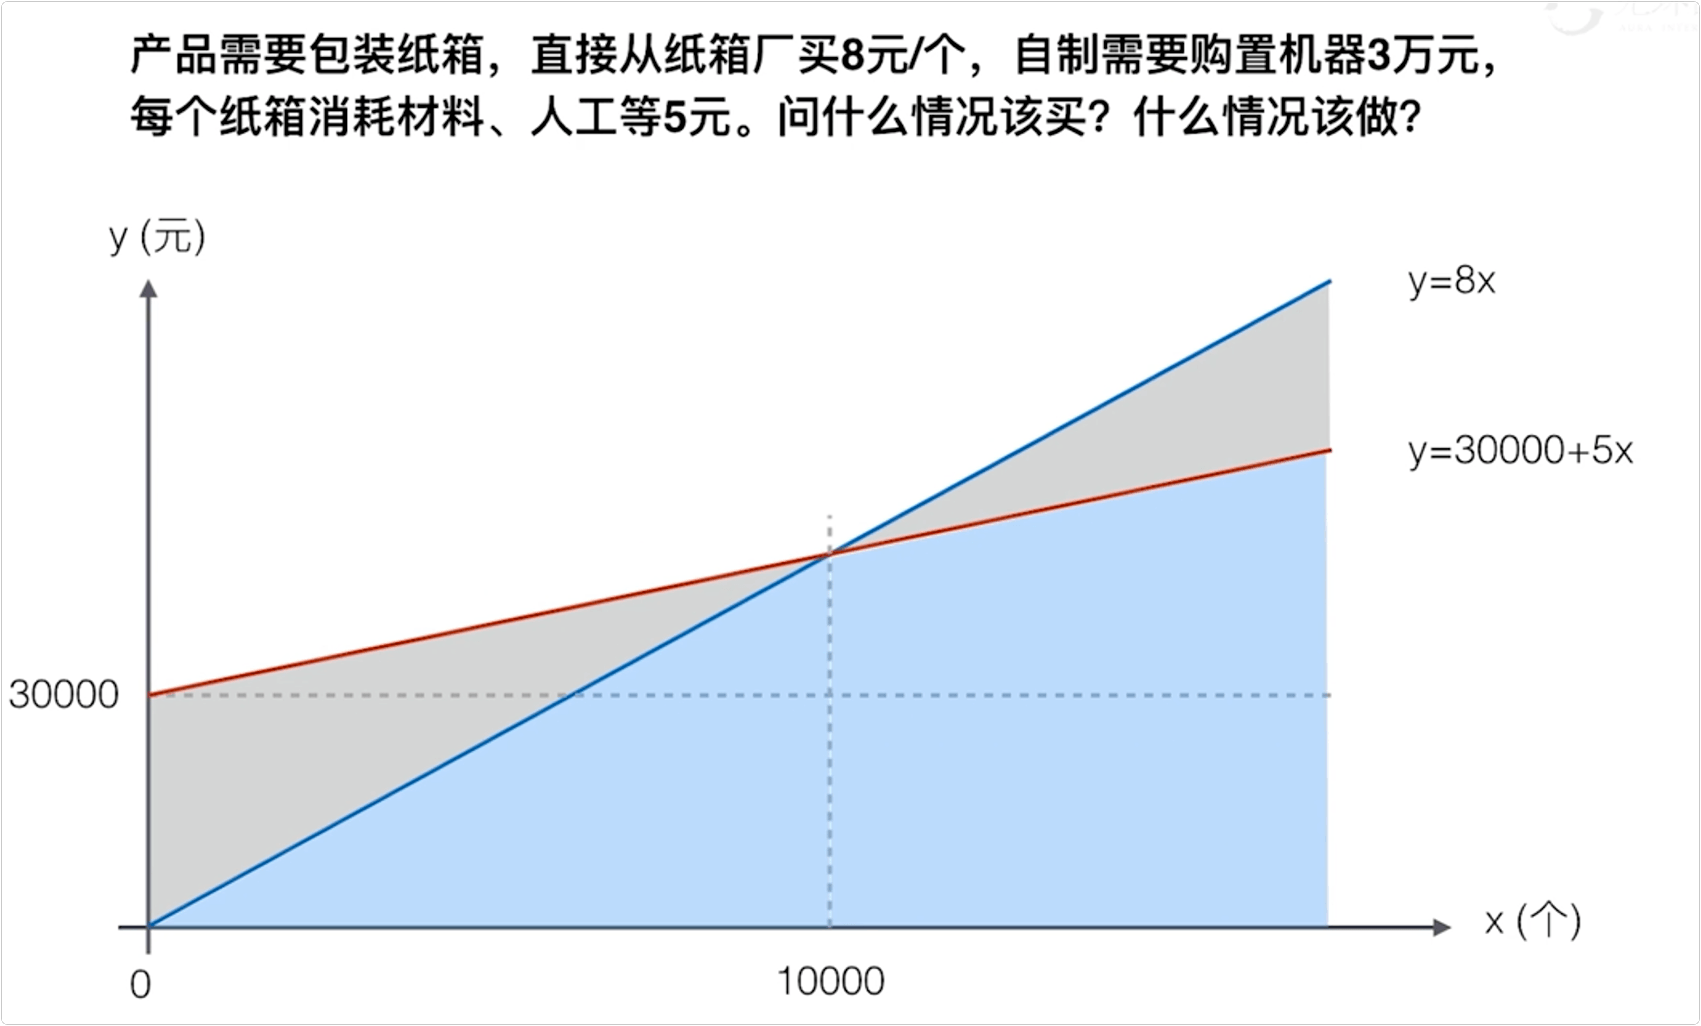 产品需要包装纸箱，直接从纸箱厂买8元/个，自制需要购置机器3万元，
每个纸箱消耗材料、人工等5元。问什么情况该买？什么情况该做？
y (元)
y=8x
y=30000+5x
30000
x (个)
0
10000